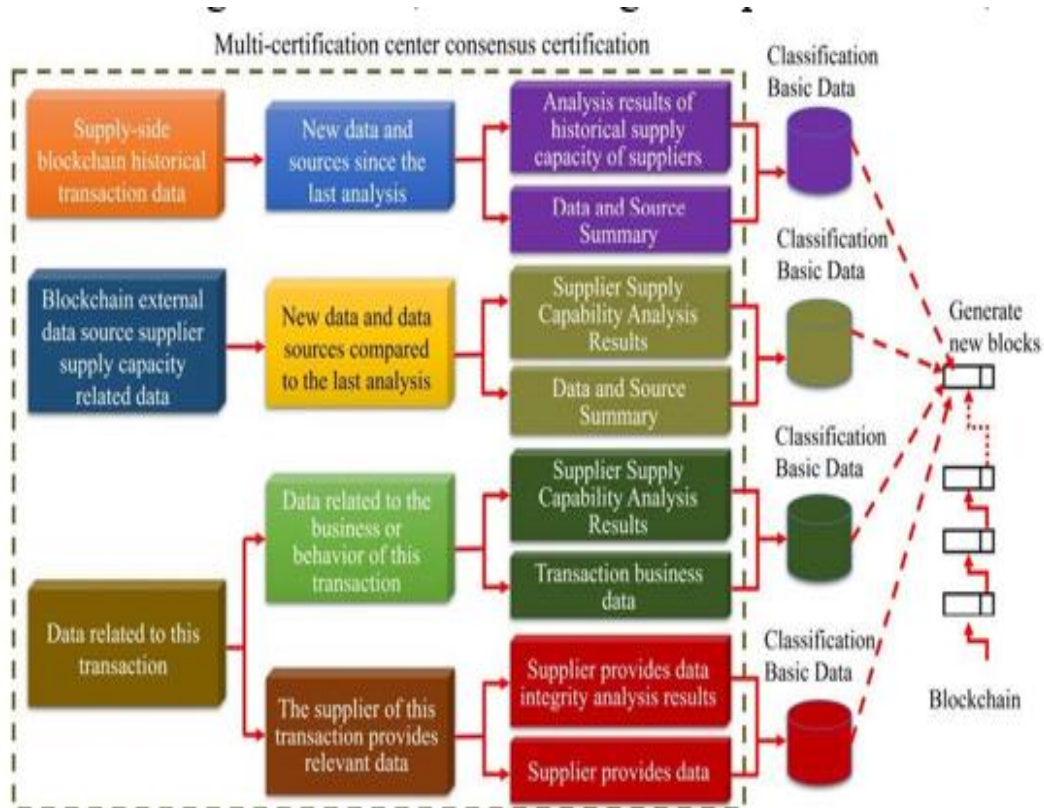 Multi-certification center consensus certification
Classification
Basic Data
Supply-side
blockchain historical
transaction data
New data and
sources since the
last analysis
Analysis results of
historical supply
capacity of suppliers
Data and Source
Summary
Classification
Basic Data
Blockchain external
data source supplier
supply capacity
related data
New data and data
sources compared
to the last analysis
Supplier Supply
Capability Analysis
Results
Data and Source
Summary
Generate
new blocks
Classification
Basic Data
Data related to the
business or
behavior of this
transaction
Supplier Supply
Capability Analysis
Results
Transaction business
data
Data related to this
transaction
Classification
Basic Data
The supplier of this
transaction provides
relevant data
Supplier provides data
integrity analysis results
Supplier provides data
Blockchain